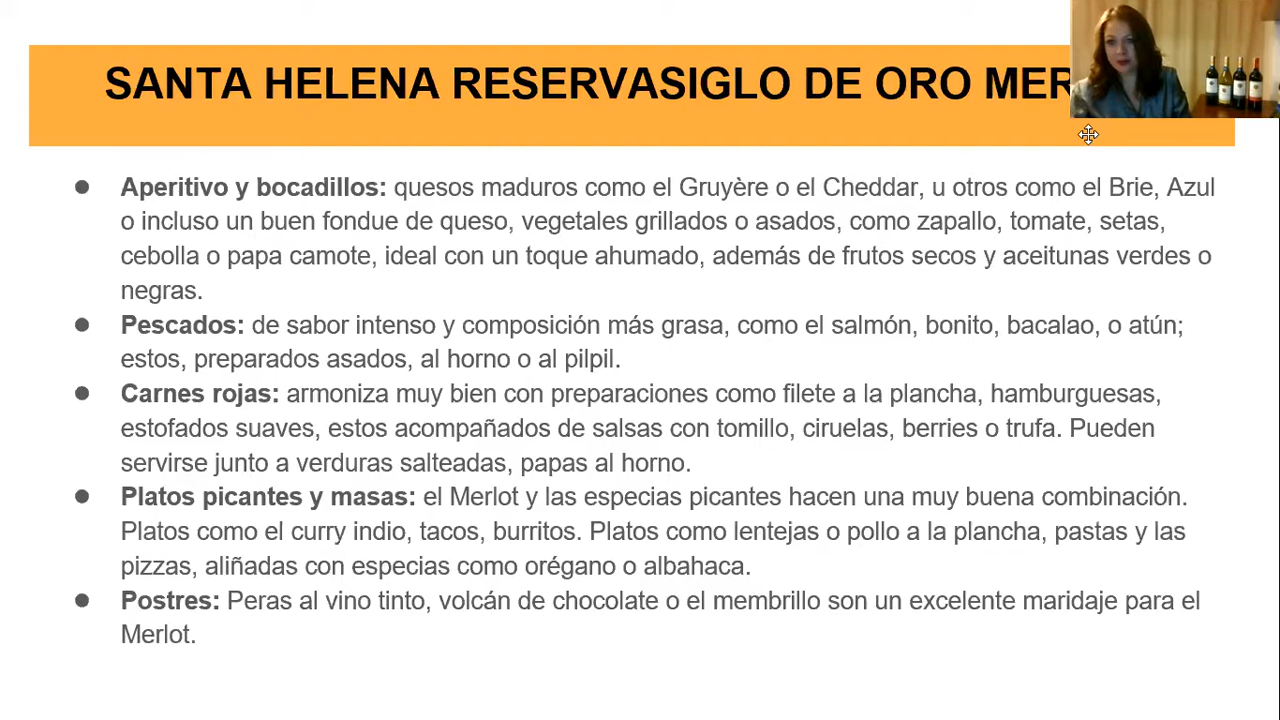 SANTA HELENA RESERVASIGLO DE ORO
Aperitivo y bocadillos: quesos maduros como el Gruyère o el Cheddar, u otros como el Brie, Azul
o incluso un buen fondue de queso, vegetales grillados o asados, como zapallo, tomate, setas,
cebolla o papa camote, ideal con un toque ahumado, además de frutos secos y aceitunas verdes o
negras.
Pescados: de sabor intenso y composición más grasa, como el salmón, bonito, bacalao, o atún;
estos, preparados asados, al horno o al pilpil.
Carnes rojas: armoniza muy bien con preparaciones como filete a la plancha, hamburguesas,
estofados suaves, estos acompañados de salsas con tomillo, ciruelas, berries o trufa. Pueden
servirse junto a verduras salteadas, papas al horno.
Platos picantes y masas: el Merlot y las especias picantes hacen una muy buena combinación.
Platos como el curry indio, tacos, burritos. Platos como lentejas o pollo a la plancha, pastas y las
pizzas, aliñadas con especias como orégano o albahaca.
Postres: Peras al vino tinto, volcán de chocolate o el membrillo son un excelente maridaje para el
Merlot.